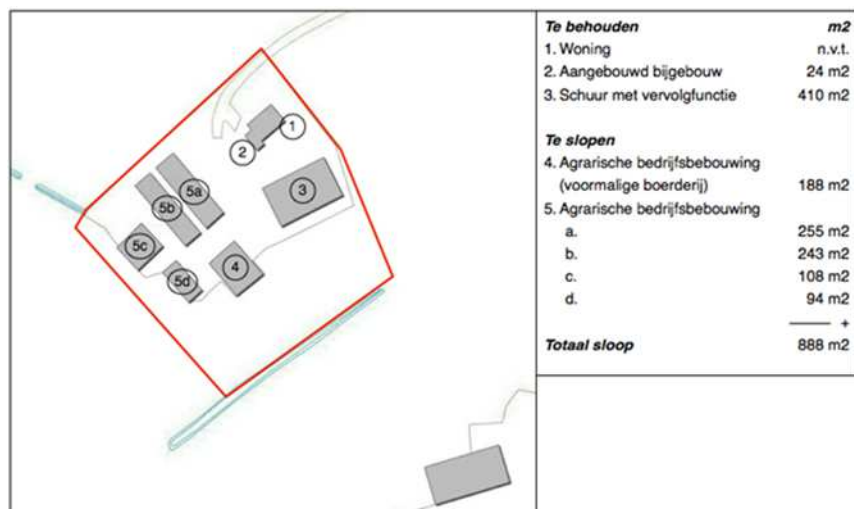 1
2
3
4
5a
5b
5c
5d
Te behouden m2
1. Woning n.v.t.
2. Aangebouwd bijgebouw 24 m2
3. Schuur met vervolgfunctie 410 m2
Te slopen
4. Agrarische bedrijfsbebouwing
(voormalige boerderij) 188 m2
5. Agrarische bedrijfsbebouwing
a. 255 m2
b. 243 m2
c. 108 m2
d. 94 m2
+
Totaal sloop 888 m2